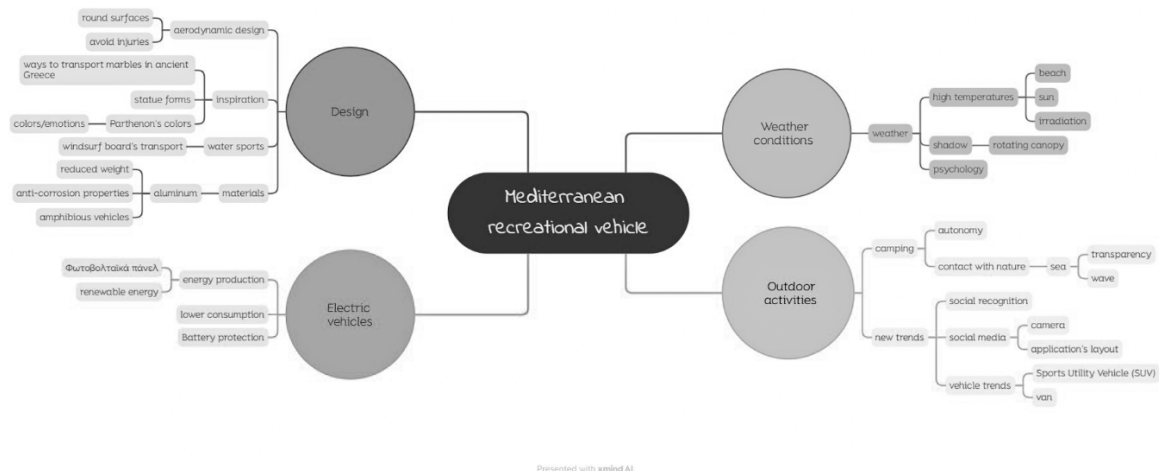 Mediterranean
recreational vehicle
Design
aerodynamic design
round surfaces
avoid injuries
inspiration
ways to transport marbles in ancient
Greece
statue forms
Parthenon's colors
colors/emotions
water sports
windsurf board's transport
materials
aluminum
reduced weight
anti-corrosion properties
amphibious vehicles
Electric
vehicles
energy production
Φωτοβολταϊκά πάνελ
renewable energy
lower consumption
Battery protection
Weather
conditions
weather
high temperatures
beach
sun
irradiation
shadow
rotating canopy
psychology
Outdoor
activities
camping
autonomy
contact with nature
sea
transparency
wave
new trends
social recognition
social media
camera
application's layout
vehicle trends
Sports Utility Vehicle (SUV)
van
Presented with xmind AI